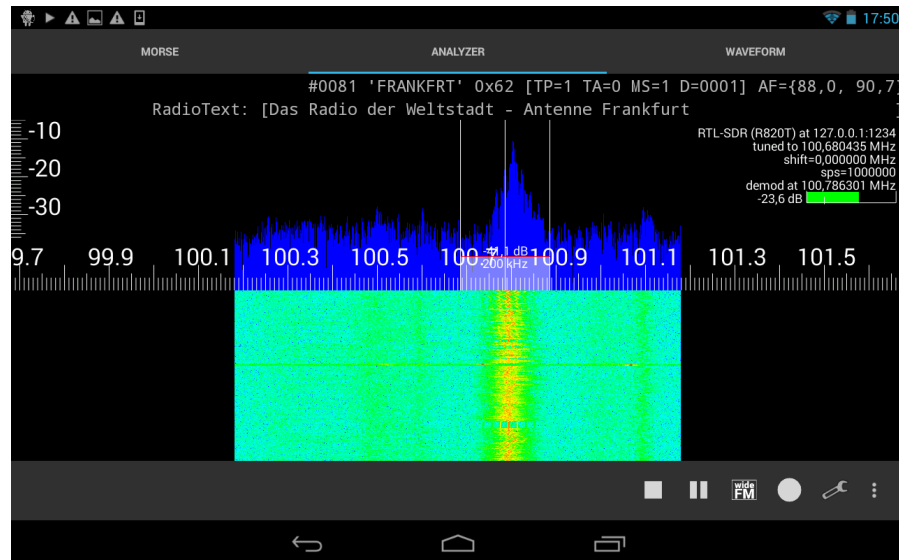 17:50
MORSE ANALYZER WAVEFORM
#0081 'FRANKFRT' 0x62 [TP=1 TA=0 MS=1 D=0001] AF={88,0, 90,7}
RadioText: [Das Radio der Weltstadt - Antenne Frankfurt ]
RTL-SDR (R820T) at 127.0.0.1:1234
tuned to 100,680435 MHz
shift=0,000000 MHz
sps=1000000
demod at 100,786301 MHz
-23,6 dB
-10
-20
-30
9.7 99.9 100.1 100.3 100.5 100.9 101.1 101.3 101.5
200 kHz
wide
FM